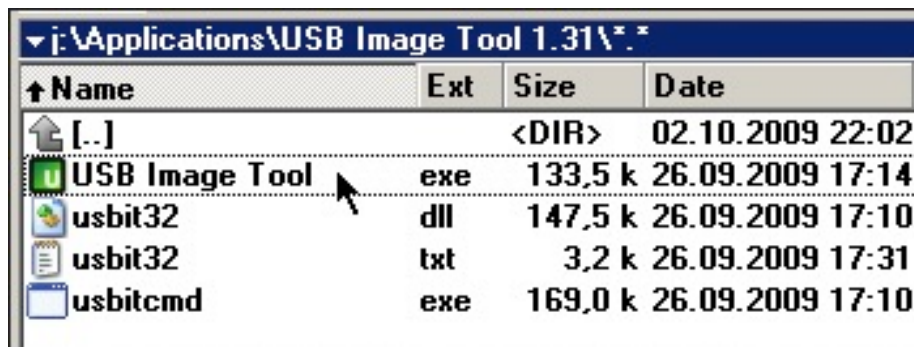 j:\Applications\USB Image Tool 1.31\*.*
Name Ext Size Date
[..] <DIR> 02.10.2009 22:02
USB Image Tool exe 133,5 k 26.09.2009 17:14
usbit32 dll 147,5 k 26.09.2009 17:10
usbit32 txt 3,2 k 26.09.2009 17:31
usbitcmd exe 169,0 k 26.09.2009 17:10